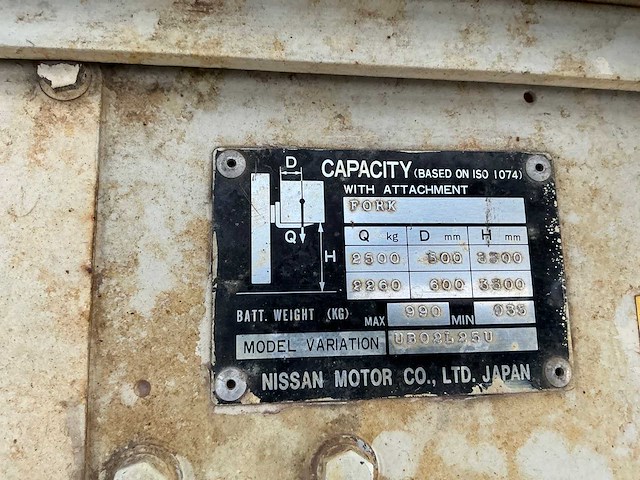 CAPACITY (BASED ON ISO 1074)
WITH ATTACHMENT
FORK
D
Q
H
Q kg D mm H mm
2500 500 3300
2260 600 3300
BATT. WEIGHT (KG) MAX 990 MIN 935
MODEL VARIATION UB02L25U
NISSAN MOTOR CO., LTD. JAPAN